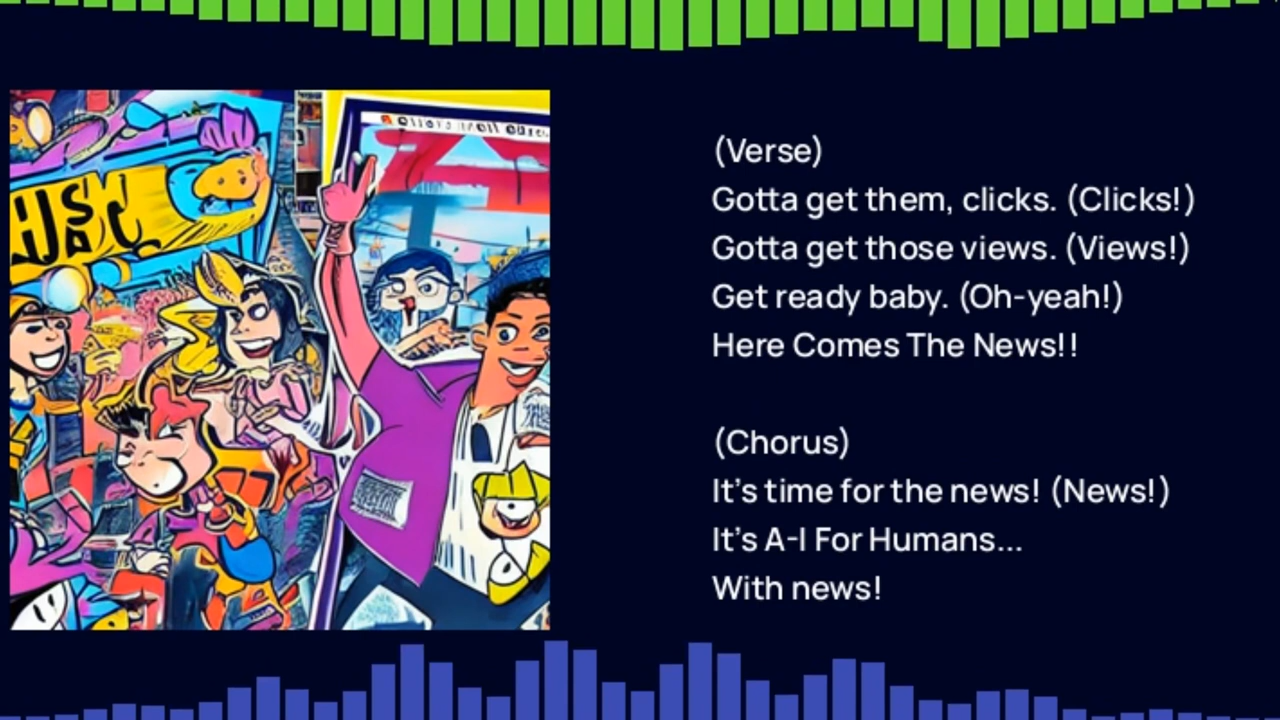 (Verse)
Gotta get them, clicks. (Clicks!)
Gotta get those views. (Views!)
Get ready baby. (Oh-yeah!)
Here Comes The News!!
(Chorus)
It's time for the news! (News!)
It's A-I For Humans...
With news!